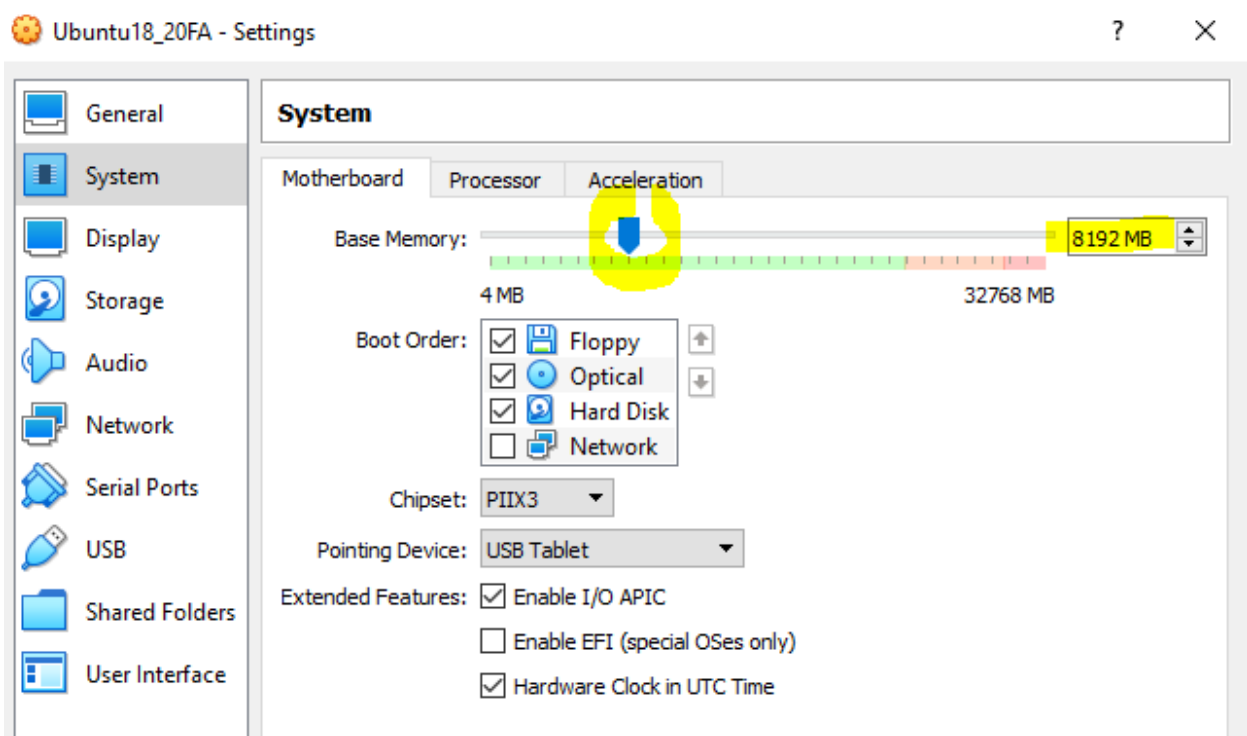 Ubuntu18_20FA - Settings ? ×
General
System
Display
Storage
Audio
Network
Serial Ports
USB
Shared Folders
User Interface
System
Motherboard Processor Acceleration
Base Memory: 8192 MB
4 MB 32768 MB
Boot Order: Floppy
Optical
Hard Disk
Network
Chipset: PIIX3
Pointing Device: USB Tablet
Extended Features: Enable I/O APIC
Enable EFI (special OSes only)
Hardware Clock in UTC Time